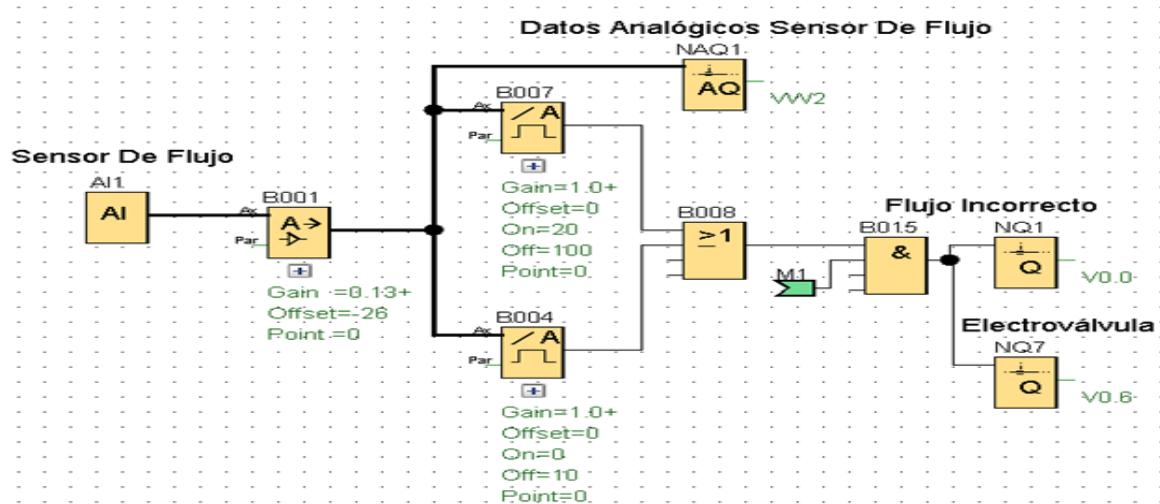 Datos Analógicos Sensor De Flujo
NAQ1
AQ
VW2
B007
Ax
A
Par
Gain=1.0+
Offset=0
On=20
Off=100
Point=0
Sensor De Flujo
AI1
AI
B001
Ax
A→
Par
Gain =0.13+
Offset=-26
Point =0
B008
≥1
Flujo Incorrecto
B015
&
M1
NQ1
Q
V0.0
Electroválvula
NQ7
Q
V0.6
B004
Ax
A
Par
Gain=1.0+
Offset=0
On=0
Off=10
Point=0